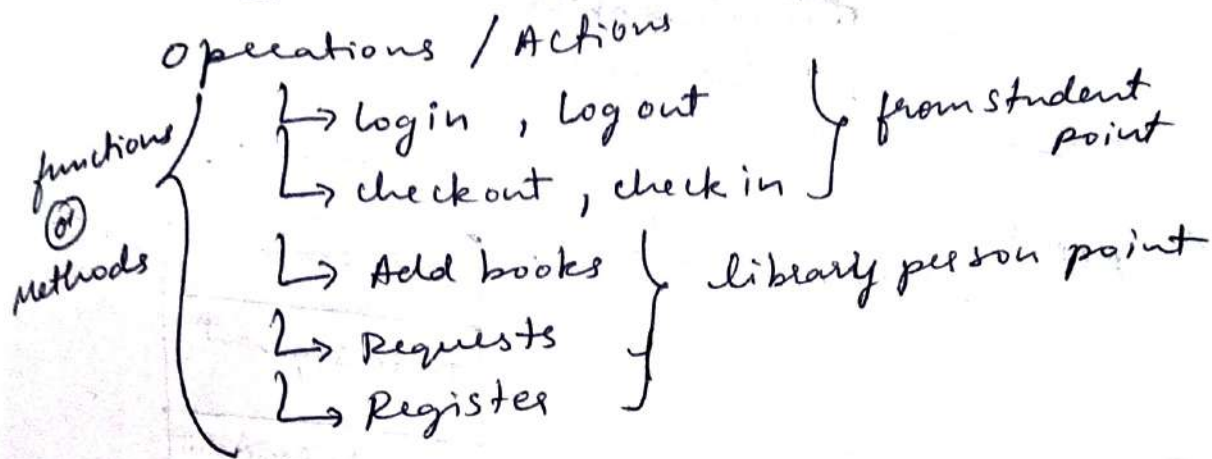 Operations / Actions
functions
or
methods
→ login , Log out
→ checkout , check in
from student
point
→ Add books
→ Requests
→ Register
library person point